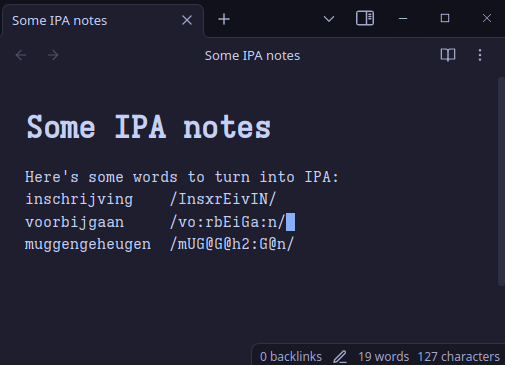 Some IPA notes
Some IPA notes
Some IPA notes
Here's some words to turn into IPA:
inschrijving /InsxrEivIN/
voorbijgaan /vo:rbEiGa:n/
muggengeheugen /mUG@G@h2:G@n/
0 backlinks 19 words 127 characters